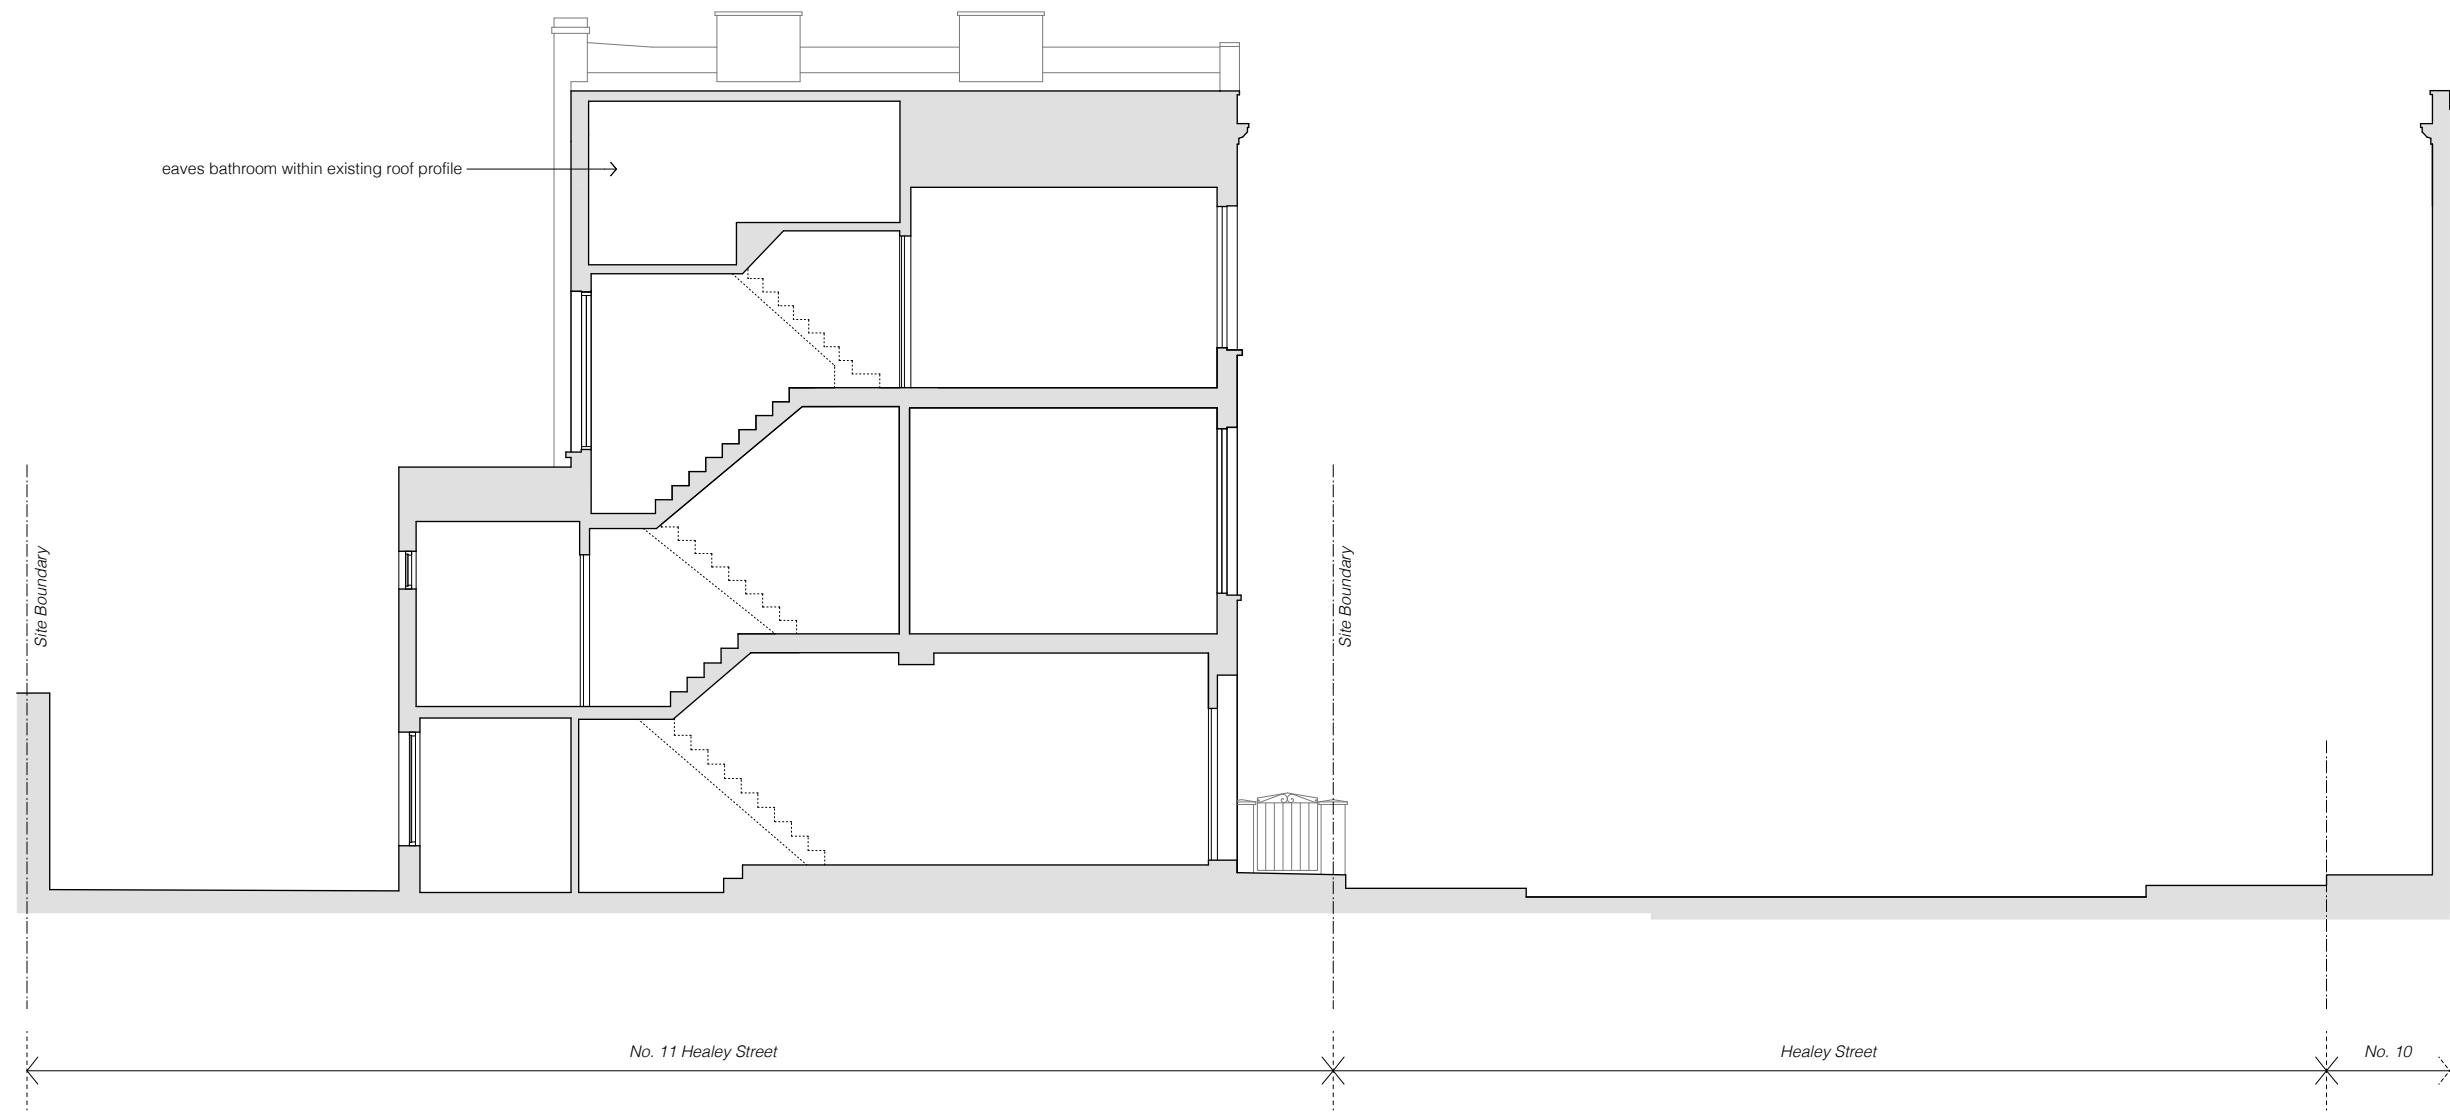 eaves bathroom within existing roof profile
Site Boundary
Site Boundary
No. 11 Healey Street
Healey Street
No. 10